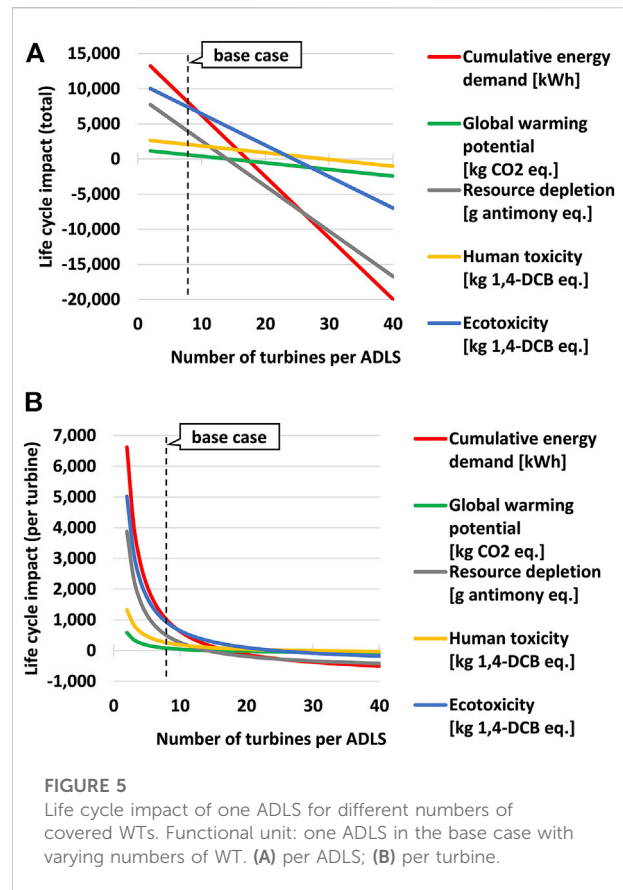 A
base case
15,000
10,000
5,000
0
-5,000
-10,000
-15,000
-20,000
Life cycle impact (total)
0 10 20 30 40
Number of turbines per ADLS
Cumulative energy
demand [kWh]
Global warming
potential
[kg CO2 eq.]
Resource depletion
[g antimony eq.]
Human toxicity
[kg 1,4-DCB eq.]
Ecotoxicity
[kg 1,4-DCB eq.]
B
base case
7,000
6,000
5,000
4,000
3,000
2,000
1,000
0
-1,000
Life cycle impact (per turbine)
0 10 20 30 40
Number of turbines per ADLS
Cumulative energy
demand [kWh]
Global warming
potential
[kg CO2 eq.]
Resource depletion
[g antimony eq.]
Human toxicity
[kg 1,4-DCB eq.]
Ecotoxicity
[kg 1,4-DCB eq.]
FIGURE 5
Life cycle impact of one ADLS for different numbers of
covered WTs. Functional unit: one ADLS in the base case with
varying numbers of WT. (A) per ADLS; (B) per turbine.